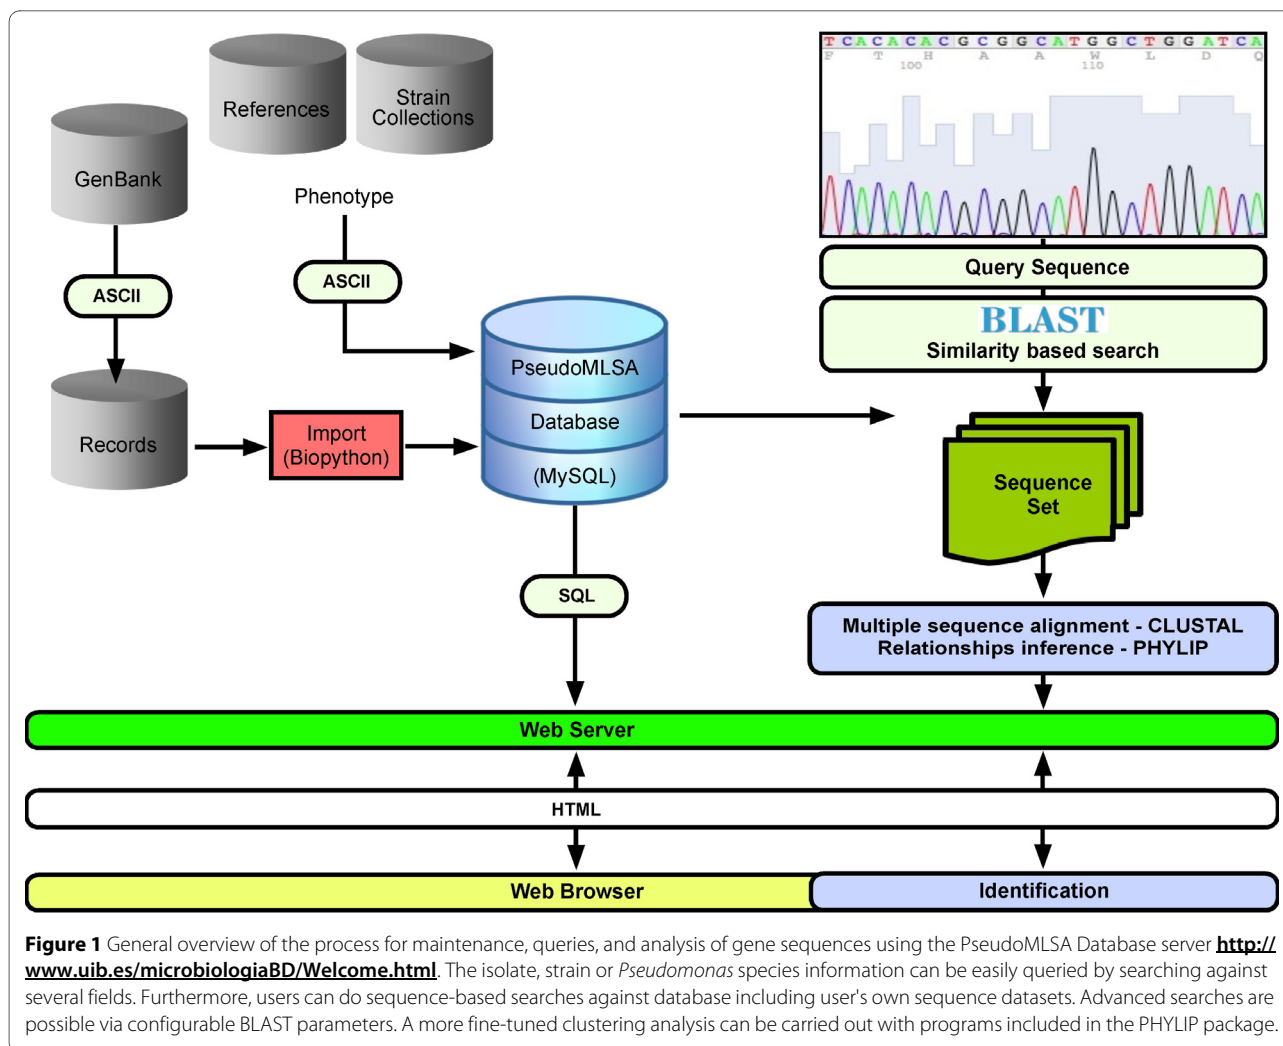 References
Strain
Collections
GenBank
Phenotype
ASCII
ASCII
Records
Import
(Biopython)
PseudoMLSA
Database
(MySQL)
SQL
TCACACACGCGGCATGGCTGGATCA
P T H A A W L D Q
100 110
Query Sequence
BLAST
Similarity based search
Sequence
Set
Multiple sequence alignment - CLUSTAL
Relationships inference - PHYLIP
Web Server
HTML
Web Browser
Identification
Figure 1 General overview of the process for maintenance, queries, and analysis of gene sequences using the PseudoMLSA Database server http://
www.uib.es/microbiologiaBD/Welcome.html. The isolate, strain or Pseudomonas species information can be easily queried by searching against
several fields. Furthermore, users can do sequence-based searches against database including user's own sequence datasets. Advanced searches are
possible via configurable BLAST parameters. A more fine-tuned clustering analysis can be carried out with programs included in the PHYLIP package.